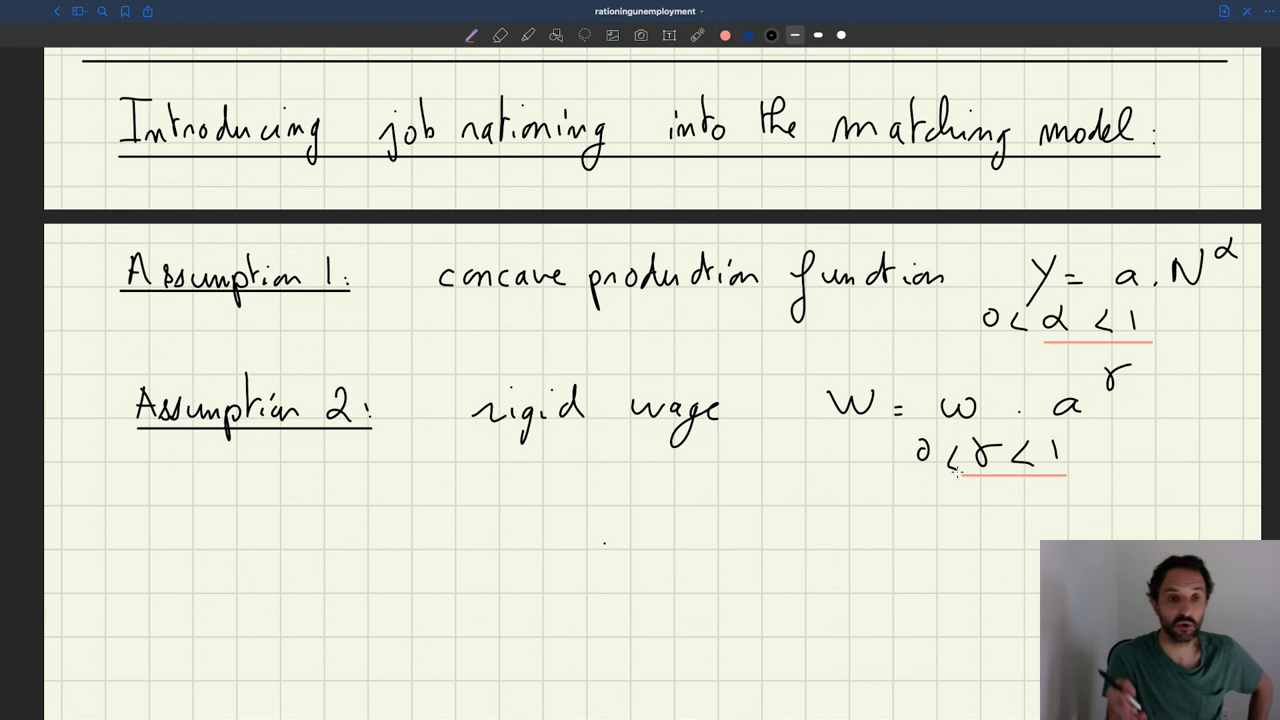 rationingunemployment
Introducing job rationing into the matching model:
Assumption 1: concave production function Y = a . N^α
0 < α < 1
Assumption 2: rigid wage W = ω . a^γ
0 < γ < 1